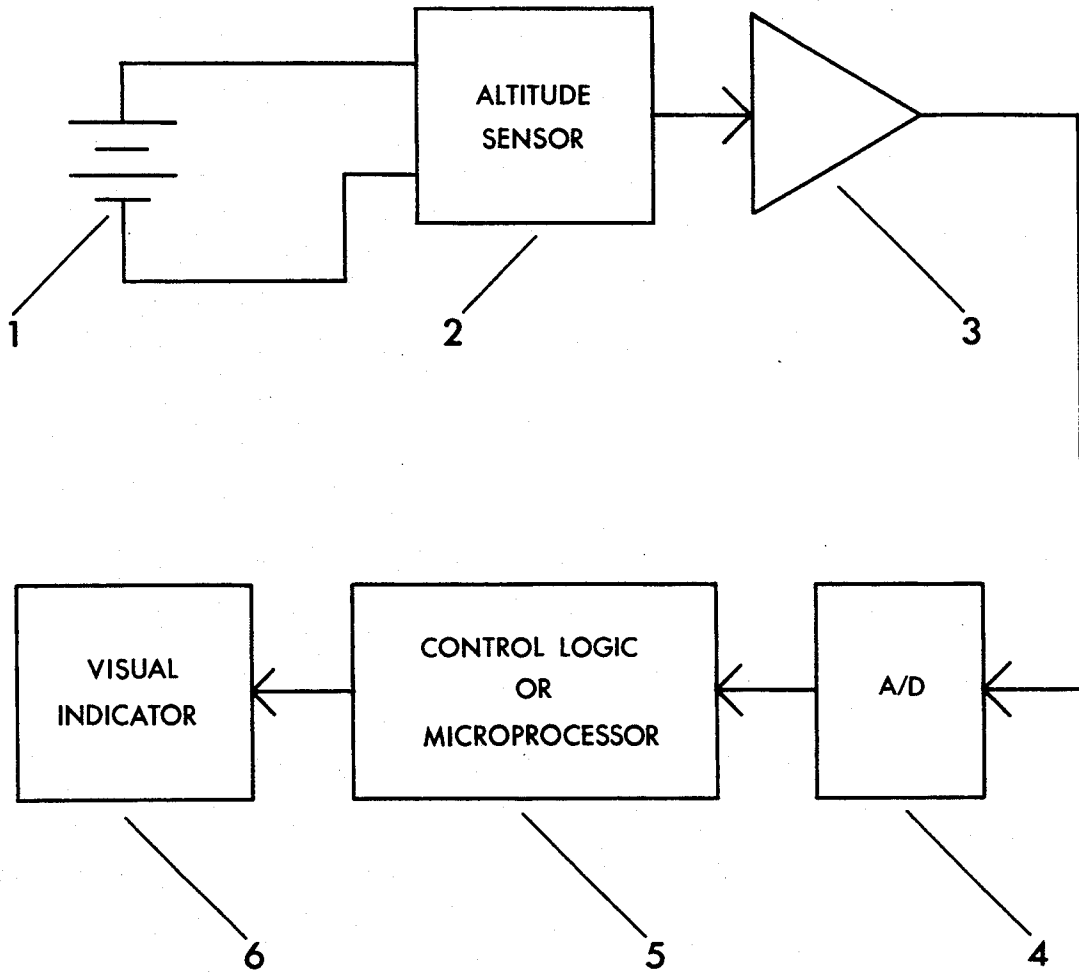 ALTITUDE
SENSOR
1
2
3
VISUAL
INDICATOR
CONTROL LOGIC
OR
MICROPROCESSOR
A/D
6
5
4